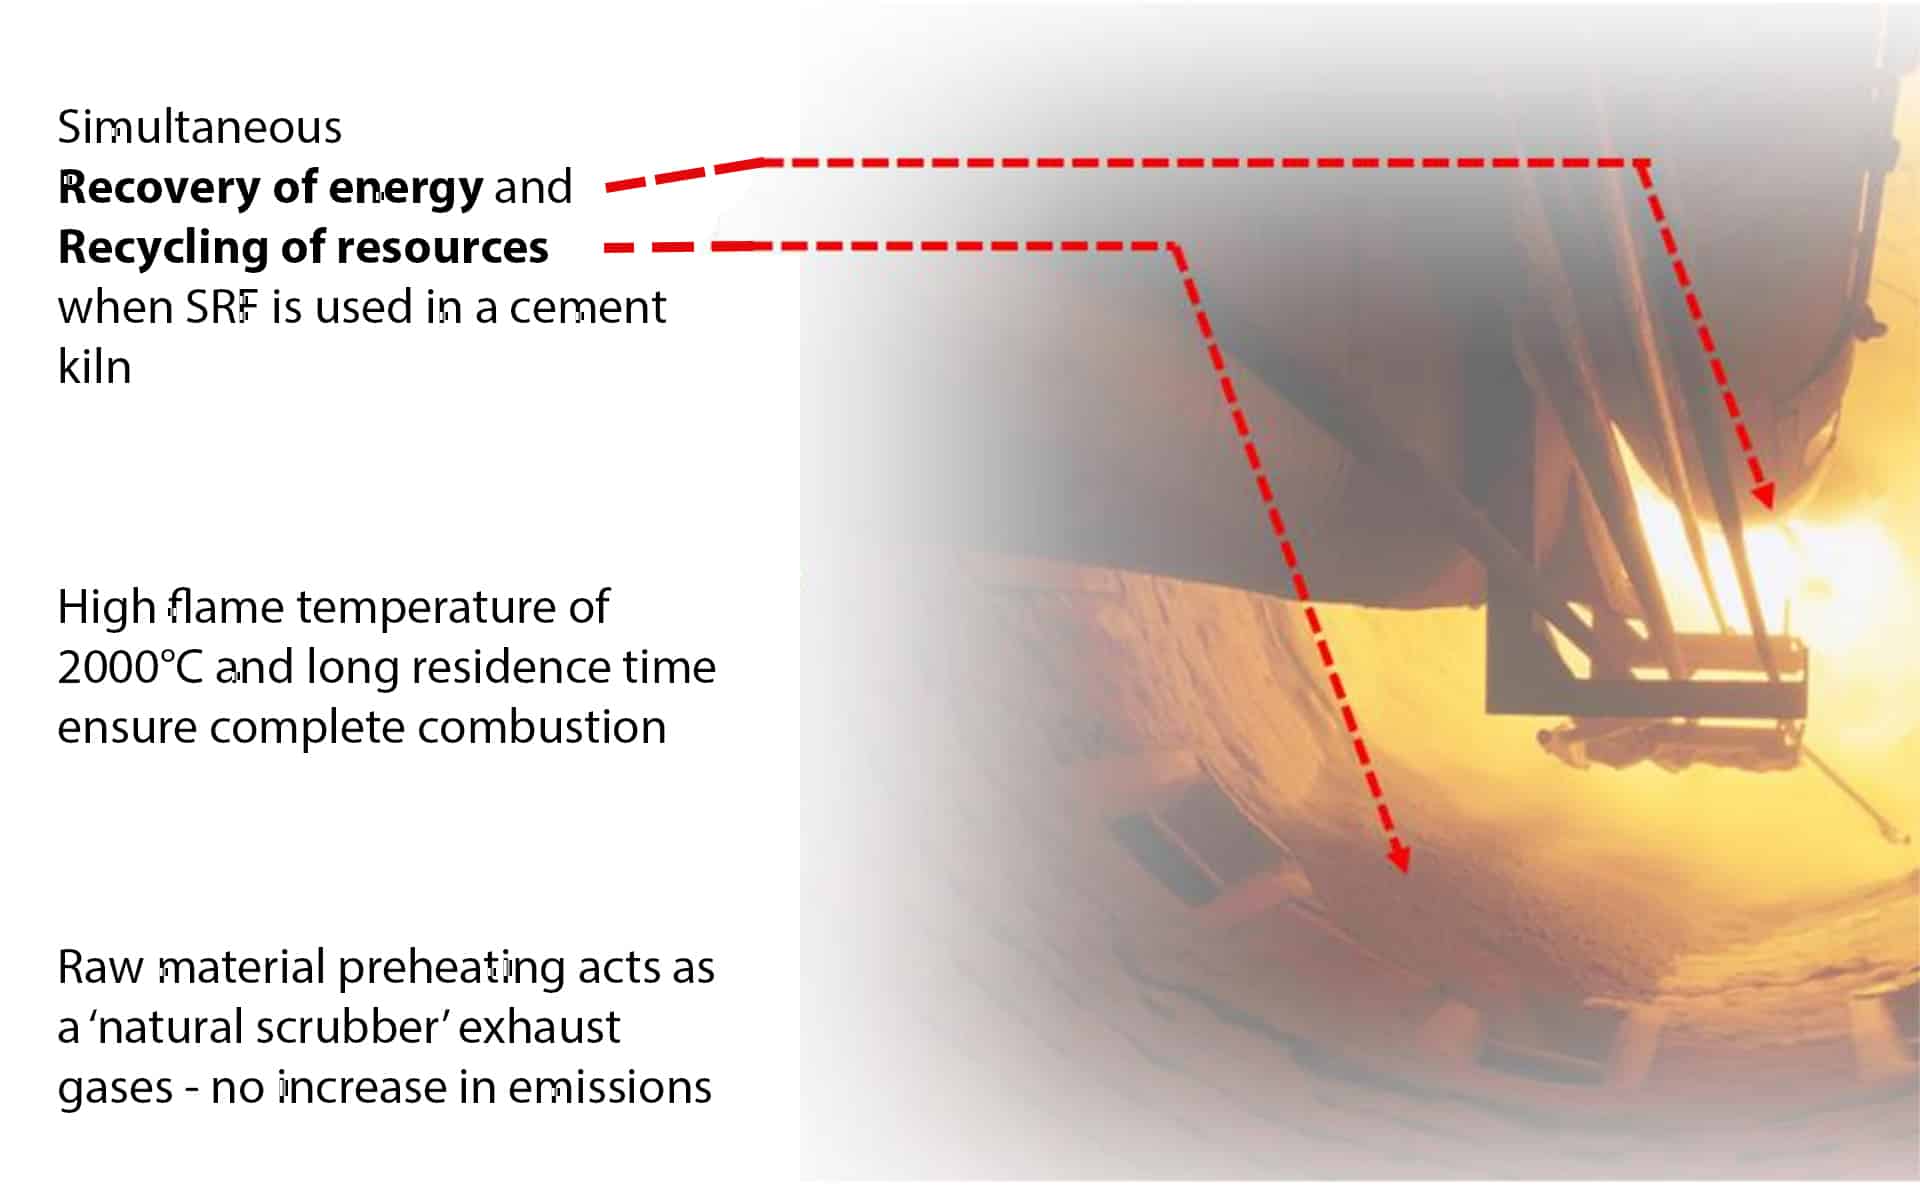 Simultaneous
Recovery of energy and
Recycling of resources
when SRF is used in a cement
kiln
High flame temperature of
2000°C and long residence time
ensure complete combustion
Raw material preheating acts as
a ‘natural scrubber’ exhaust
gases - no increase in emissions